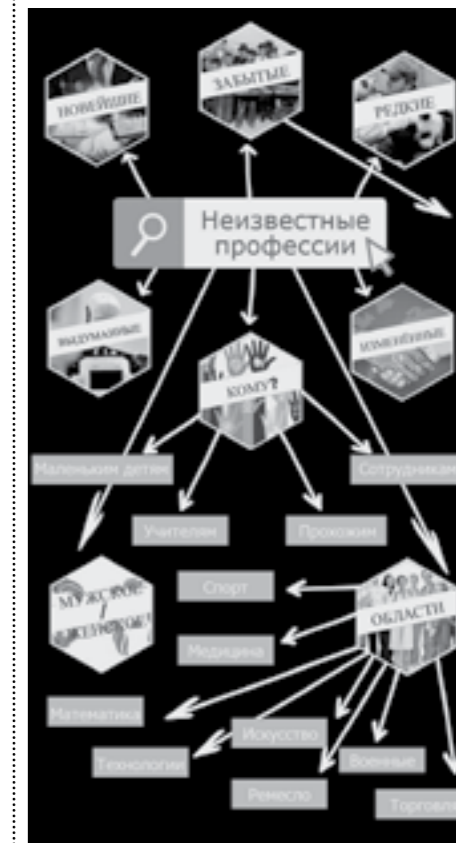 НОВЕЙШИЕ
ЗАБЫТЫЕ
РЕДКИЕ
Неизвестные
профессии
ВЫДУМАННЫЕ
ИЗМЕНЁННЫЕ
КОМУ?
Маленьким детям
Сотрудникам
Учителям
Прохожим
МУЖСКОЕ
/
ЖЕНСКОЕ?
Спорт
ОБЛАСТИ
Медицина
Математика
Искусство
Технологии
Военные
Ремесло
Торговля